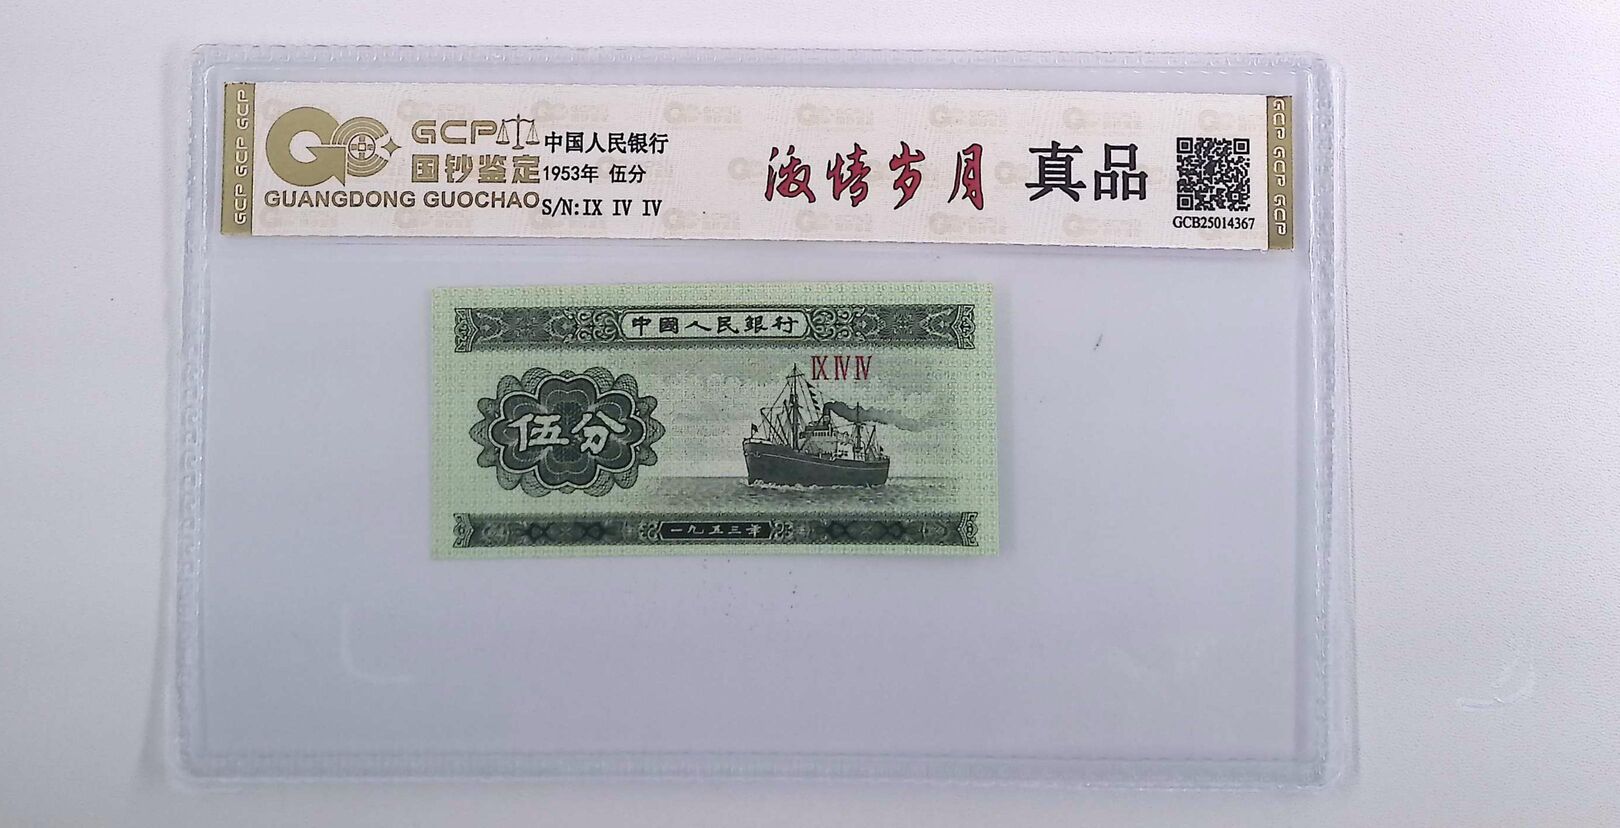 GCP
国钞鉴定
GUANGDONG GUOCHAO
中国人民银行
1953年 伍分
S/N:IX IV IV
激情岁月
真品
GCB25014367
GCP GCP GCP
GCP GCP GCP
中國人民銀行
IX IV IV
伍分
一九五三年